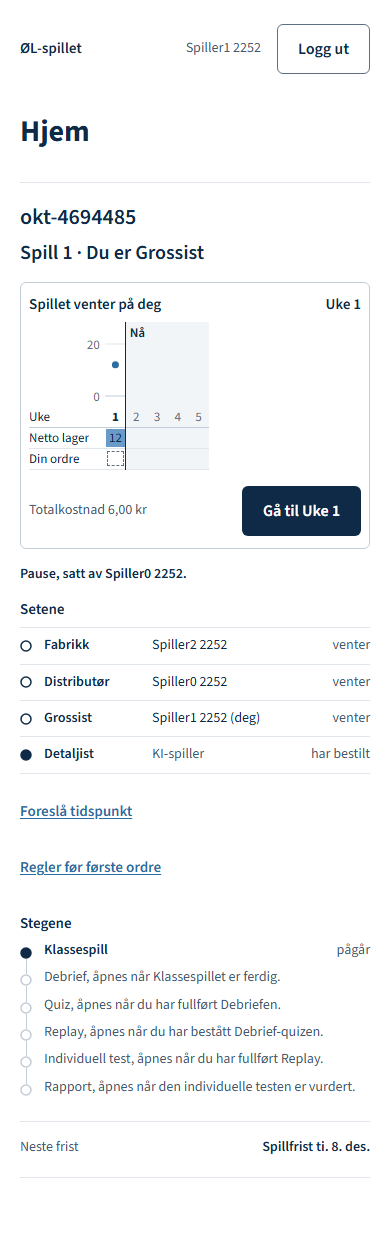 ØL-spillet Spiller1 2252 Logg ut
Hjem
okt-4694485
Spill 1 · Du er Grossist
Spillet venter på deg Uke 1
Nå
20
0
Uke 1 2 3 4 5
Netto lager 12
Din ordre
Totalkostnad 6,00 kr Gå til Uke 1
Pause, satt av Spiller0 2252.
Setene
Fabrikk Spiller2 2252 venter
Distributør Spiller0 2252 venter
Grossist Spiller1 2252 (deg) venter
Detaljist KI-spiller har bestilt
Foreslå tidspunkt
Regler før første ordre
Stegene
Klassespill pågår
Debrief, åpnes når Klassespillet er ferdig.
Quiz, åpnes når du har fullført Debriefen.
Replay, åpnes når du har bestått Debrief-quizen.
Individuell test, åpnes når du har fullført Replay.
Rapport, åpnes når den individuelle testen er vurdert.
Neste frist Spillfrist ti. 8. des.